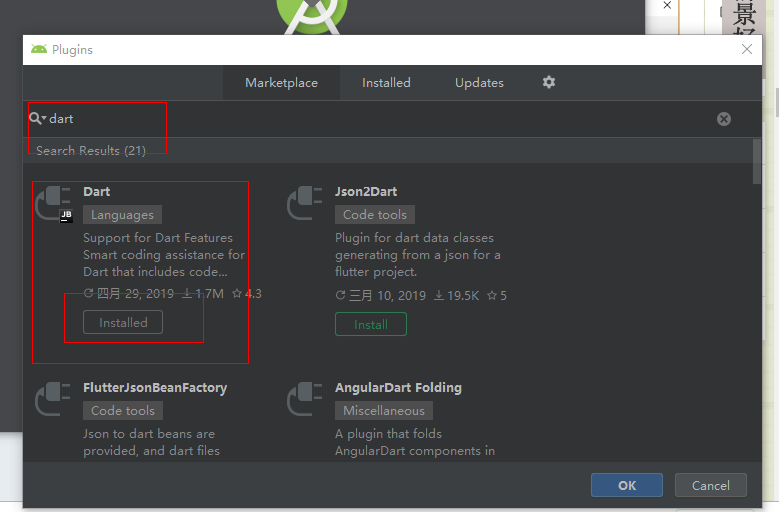 景好
Plugins
Marketplace
Installed
Updates
dart
Search Results (21)
Dart
Languages
Support for Dart Features
Smart coding assistance for
Dart that includes code...
四月 29, 2019 1.7M 4.3
Installed
JB
Json2Dart
Code tools
Plugin for dart data classes
generating from a json for a
flutter project.
三月 10, 2019 19.5K 5
Install
FlutterJsonBeanFactory
Code tools
Json to dart beans are
provided, and dart files
AngularDart Folding
Miscellaneous
A plugin that folds
AngularDart components in
OK
Cancel